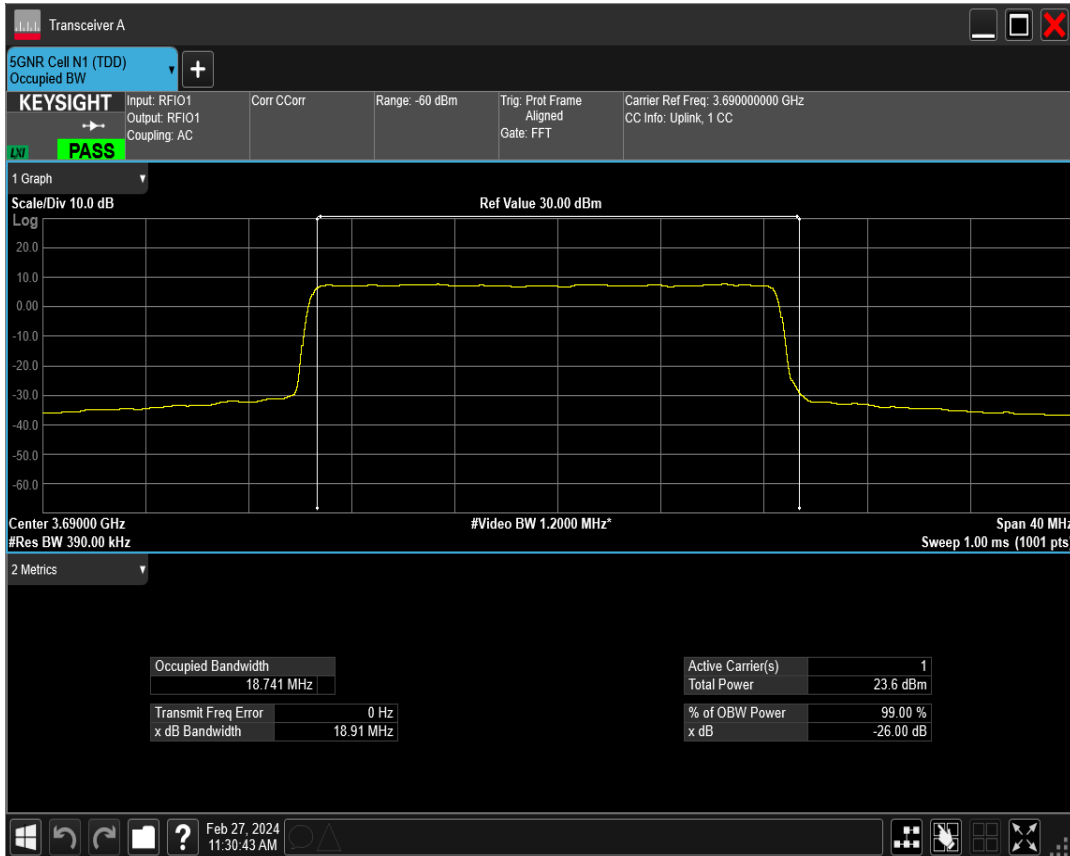 Transceiver A
5GNR Cell N1 (TDD)
Occupied BW
+
KEYSIGHT
LXI
PASS
Input: RFIO1
Output: RFIO1
Coupling: AC
Corr CCorr
Range: -60 dBm
Trig: Prot Frame
Aligned
Gate: FFT
Carrier Ref Freq: 3.690000000 GHz
CC Info: Uplink, 1 CC
1 Graph
Scale/Div 10.0 dB
Ref Value 30.00 dBm
Log
20.0
10.0
0.00
-10.0
-20.0
-30.0
-40.0
-50.0
-60.0
Center 3.69000 GHz
#Video BW 1.2000 MHz*
Span 40 MHz
#Res BW 390.00 kHz
Sweep 1.00 ms (1001 pts)
2 Metrics
Occupied Bandwidth
18.741 MHz
Transmit Freq Error 0 Hz
x dB Bandwidth 18.91 MHz
Active Carrier(s) 1
Total Power 23.6 dBm
% of OBW Power 99.00 %
x dB -26.00 dB
?
Feb 27, 2024
11:30:43 AM